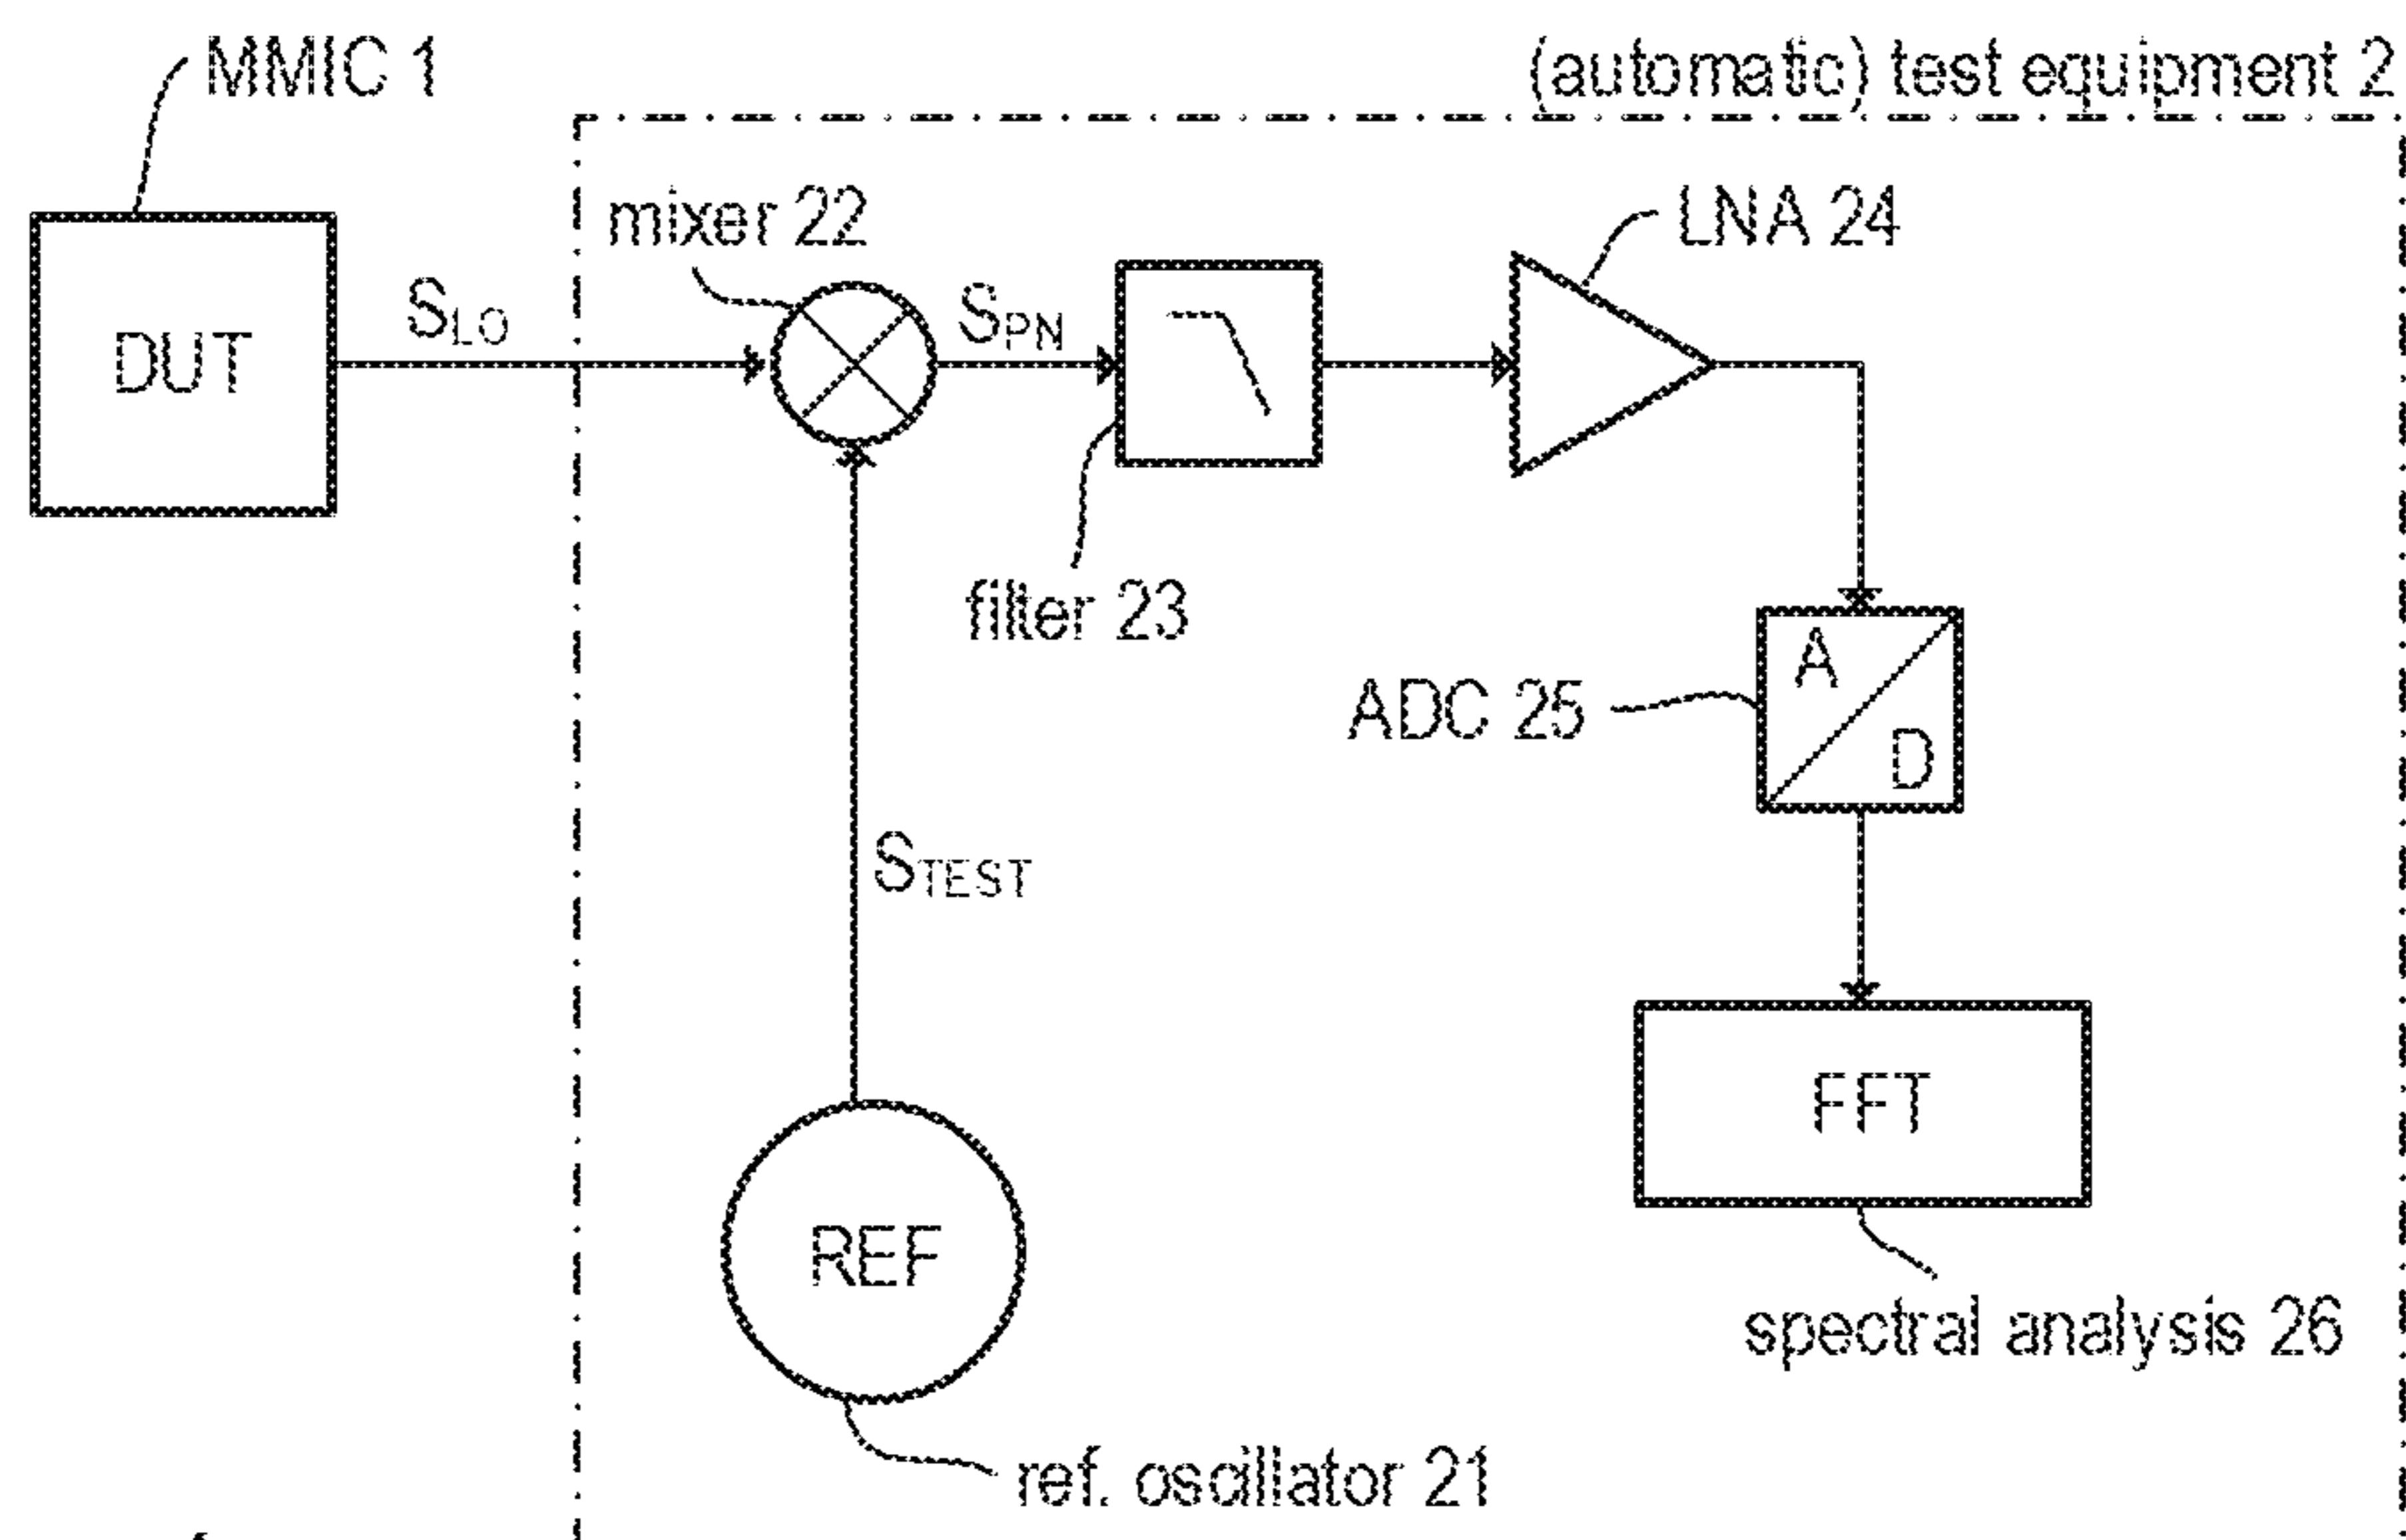 MMIC 1
(automatic) test equipment 2
mixer 22
LNA 24
DUT
SLO
SPN
filter 23
A
D
ADC 25
STEST
FFT
REF
spectral analysis 26
ref. oscillator 21